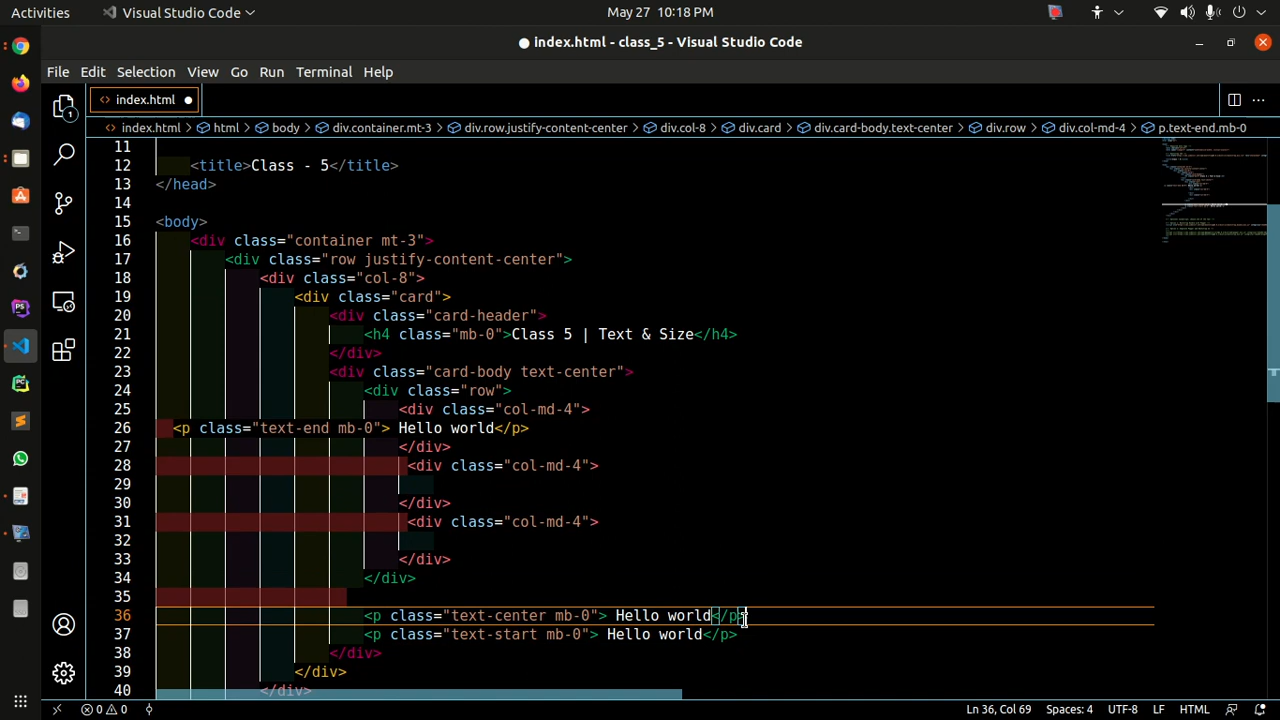 Activities
Visual Studio Code
May 27 10:18 PM
● index.html - class_5 - Visual Studio Code
File Edit Selection View Go Run Terminal Help
<> index.html ●
index.html › html › body › div.container.mt-3 › div.row.justify-content-center › div.col-8 › div.card › div.card-body.text-center › div.row › div.col-md-4 › p.text-end.mb-0
11
12 <title>Class - 5</title>
13 </head>
14
15 <body>
16 <div class="container mt-3">
17 <div class="row justify-content-center">
18 <div class="col-8">
19 <div class="card">
20 <div class="card-header">
21 <h4 class="mb-0">Class 5 | Text & Size</h4>
22 </div>
23 <div class="card-body text-center">
24 <div class="row">
25 <div class="col-md-4">
26 <p class="text-end mb-0"> Hello world</p>
27 </div>
28 <div class="col-md-4">
29
30 </div>
31 <div class="col-md-4">
32
33 </div>
34 </div>
35
36 <p class="text-center mb-0"> Hello world</p>
37 <p class="text-start mb-0"> Hello world</p>
38 </div>
39 </div>
40 </div>
0 0 Ln 36, Col 69 Spaces: 4 UTF-8 LF HTML